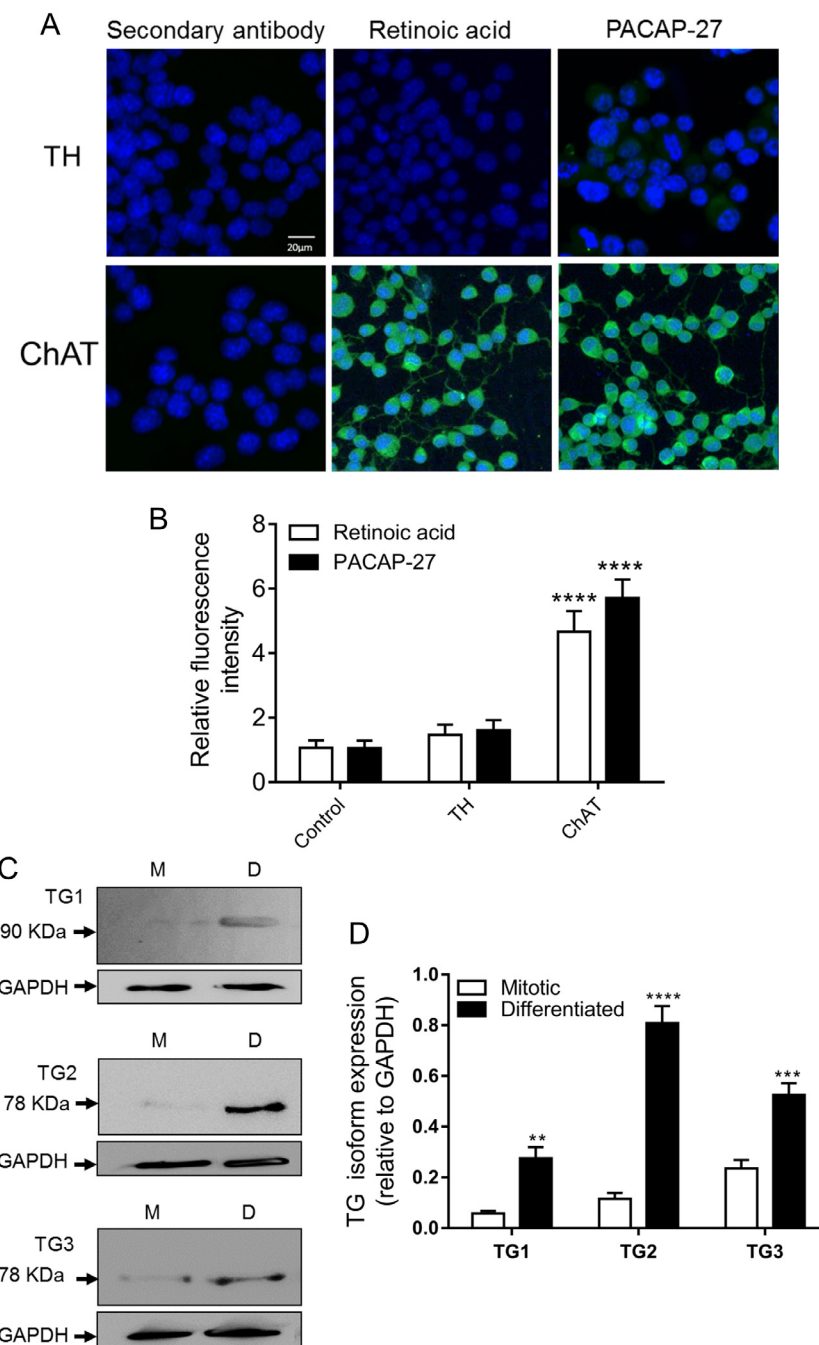 A
Secondary antibody
Retinoic acid
PACAP-27
TH
20µm
ChAT
B
Relative fluorescence
intensity
8
6
4
2
0
Retinoic acid
PACAP-27
****
****
Control
TH
ChAT
C
M D
TG1
90 KDa
GAPDH
M D
TG2
78 KDa
GAPDH
M D
TG3
78 KDa
GAPDH
D
TG isoform expression
(relative to GAPDH)
1.0
0.8
0.6
0.4
0.2
0.0
Mitotic
Differentiated
**
****
***
TG1
TG2
TG3